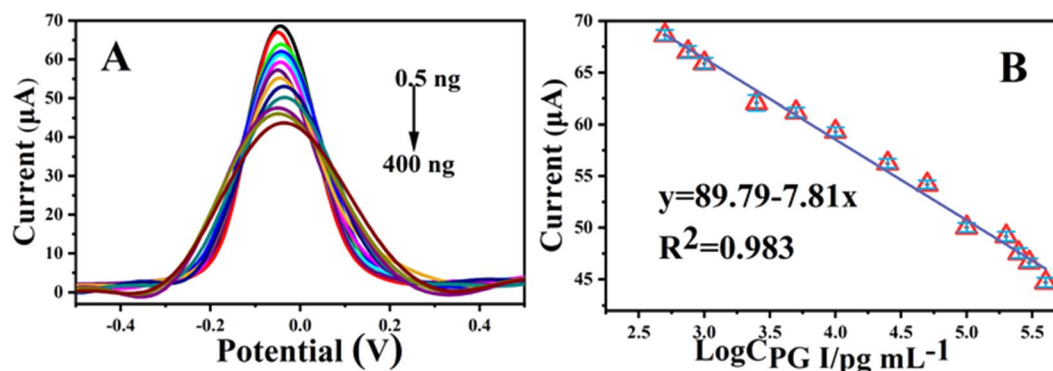 A
0.5 ng
400 ng
Current (µA)
70
60
50
40
30
20
10
0
-0.4
-0.2
0.0
0.2
0.4
Potential (V)
B
y=89.79-7.81x
R²=0.983
Current (µA)
70
65
60
55
50
45
2.5
3.0
3.5
4.0
4.5
5.0
5.5
LogC PG I/pg mL⁻¹